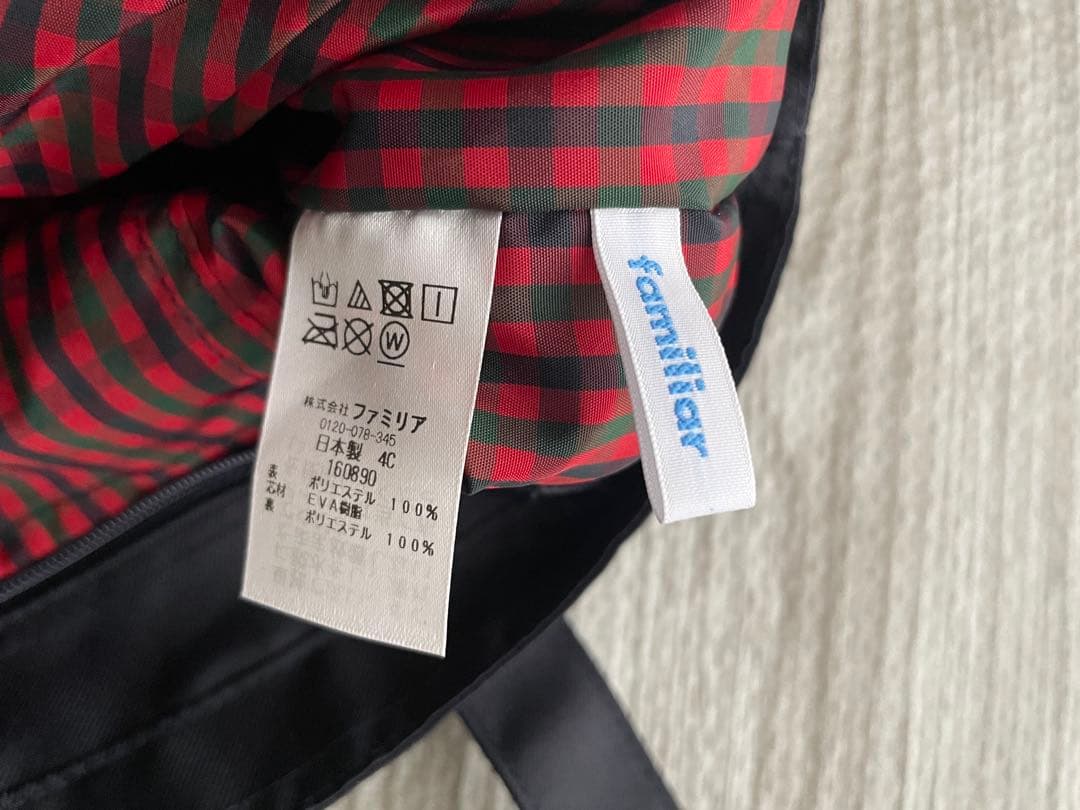 W
株式会社 ファミリア
0120-078-345
日本製 4C
160890
表 ポリエステル 100%
芯材 EVA樹脂
裏 ポリエステル 100%
familiar